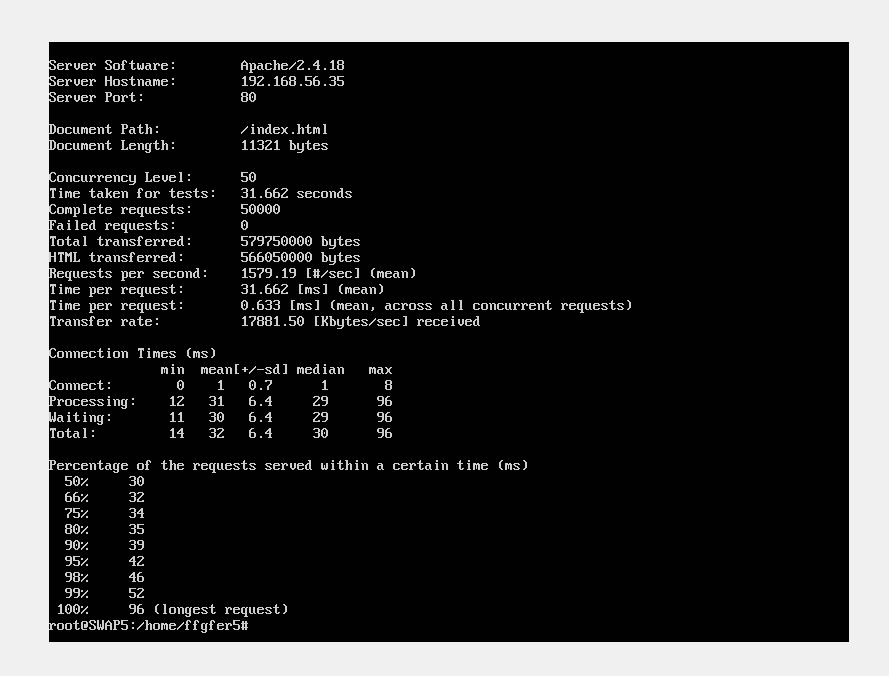 Server Software:        Apache/2.4.18
Server Hostname:        192.168.56.35
Server Port:            80

Document Path:          /index.html
Document Length:        11321 bytes

Concurrency Level:      50
Time taken for tests:   31.662 seconds
Complete requests:      50000
Failed requests:        0
Total transferred:      579750000 bytes
HTML transferred:       566050000 bytes
Requests per second:    1579.19 [#/sec] (mean)
Time per request:       31.662 [ms] (mean)
Time per request:       0.633 [ms] (mean, across all concurrent requests)
Transfer rate:          17881.50 [Kbytes/sec] received

Connection Times (ms)
              min  mean[+/-sd] median   max
Connect:        0    1   0.7      1       8
Processing:    12   31   6.4     29      96
Waiting:       11   30   6.4     29      96
Total:         14   32   6.4     30      96

Percentage of the requests served within a certain time (ms)
  50%     30
  66%     32
  75%     34
  80%     35
  90%     39
  95%     42
  98%     46
  99%     52
 100%     96 (longest request)
root@SWAP5:/home/ffgfer5#